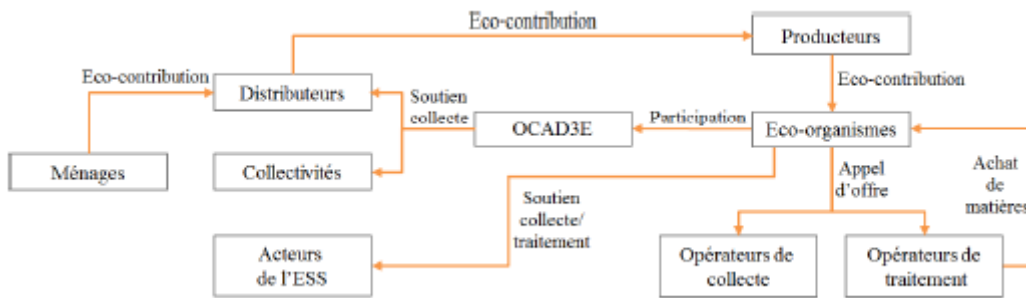 Eco-contribution
Producteurs
Eco-contribution
Eco-contribution
Distributeurs
Soutien
collecte
OCAD3E
Participation
Eco-organismes
Ménages
Collectivités
Appel
d'offre
Achat
de
matières
Soutien
collecte/
traitement
Acteurs
de l'ESS
Opérateurs de
collecte
Opérateurs de
traitement